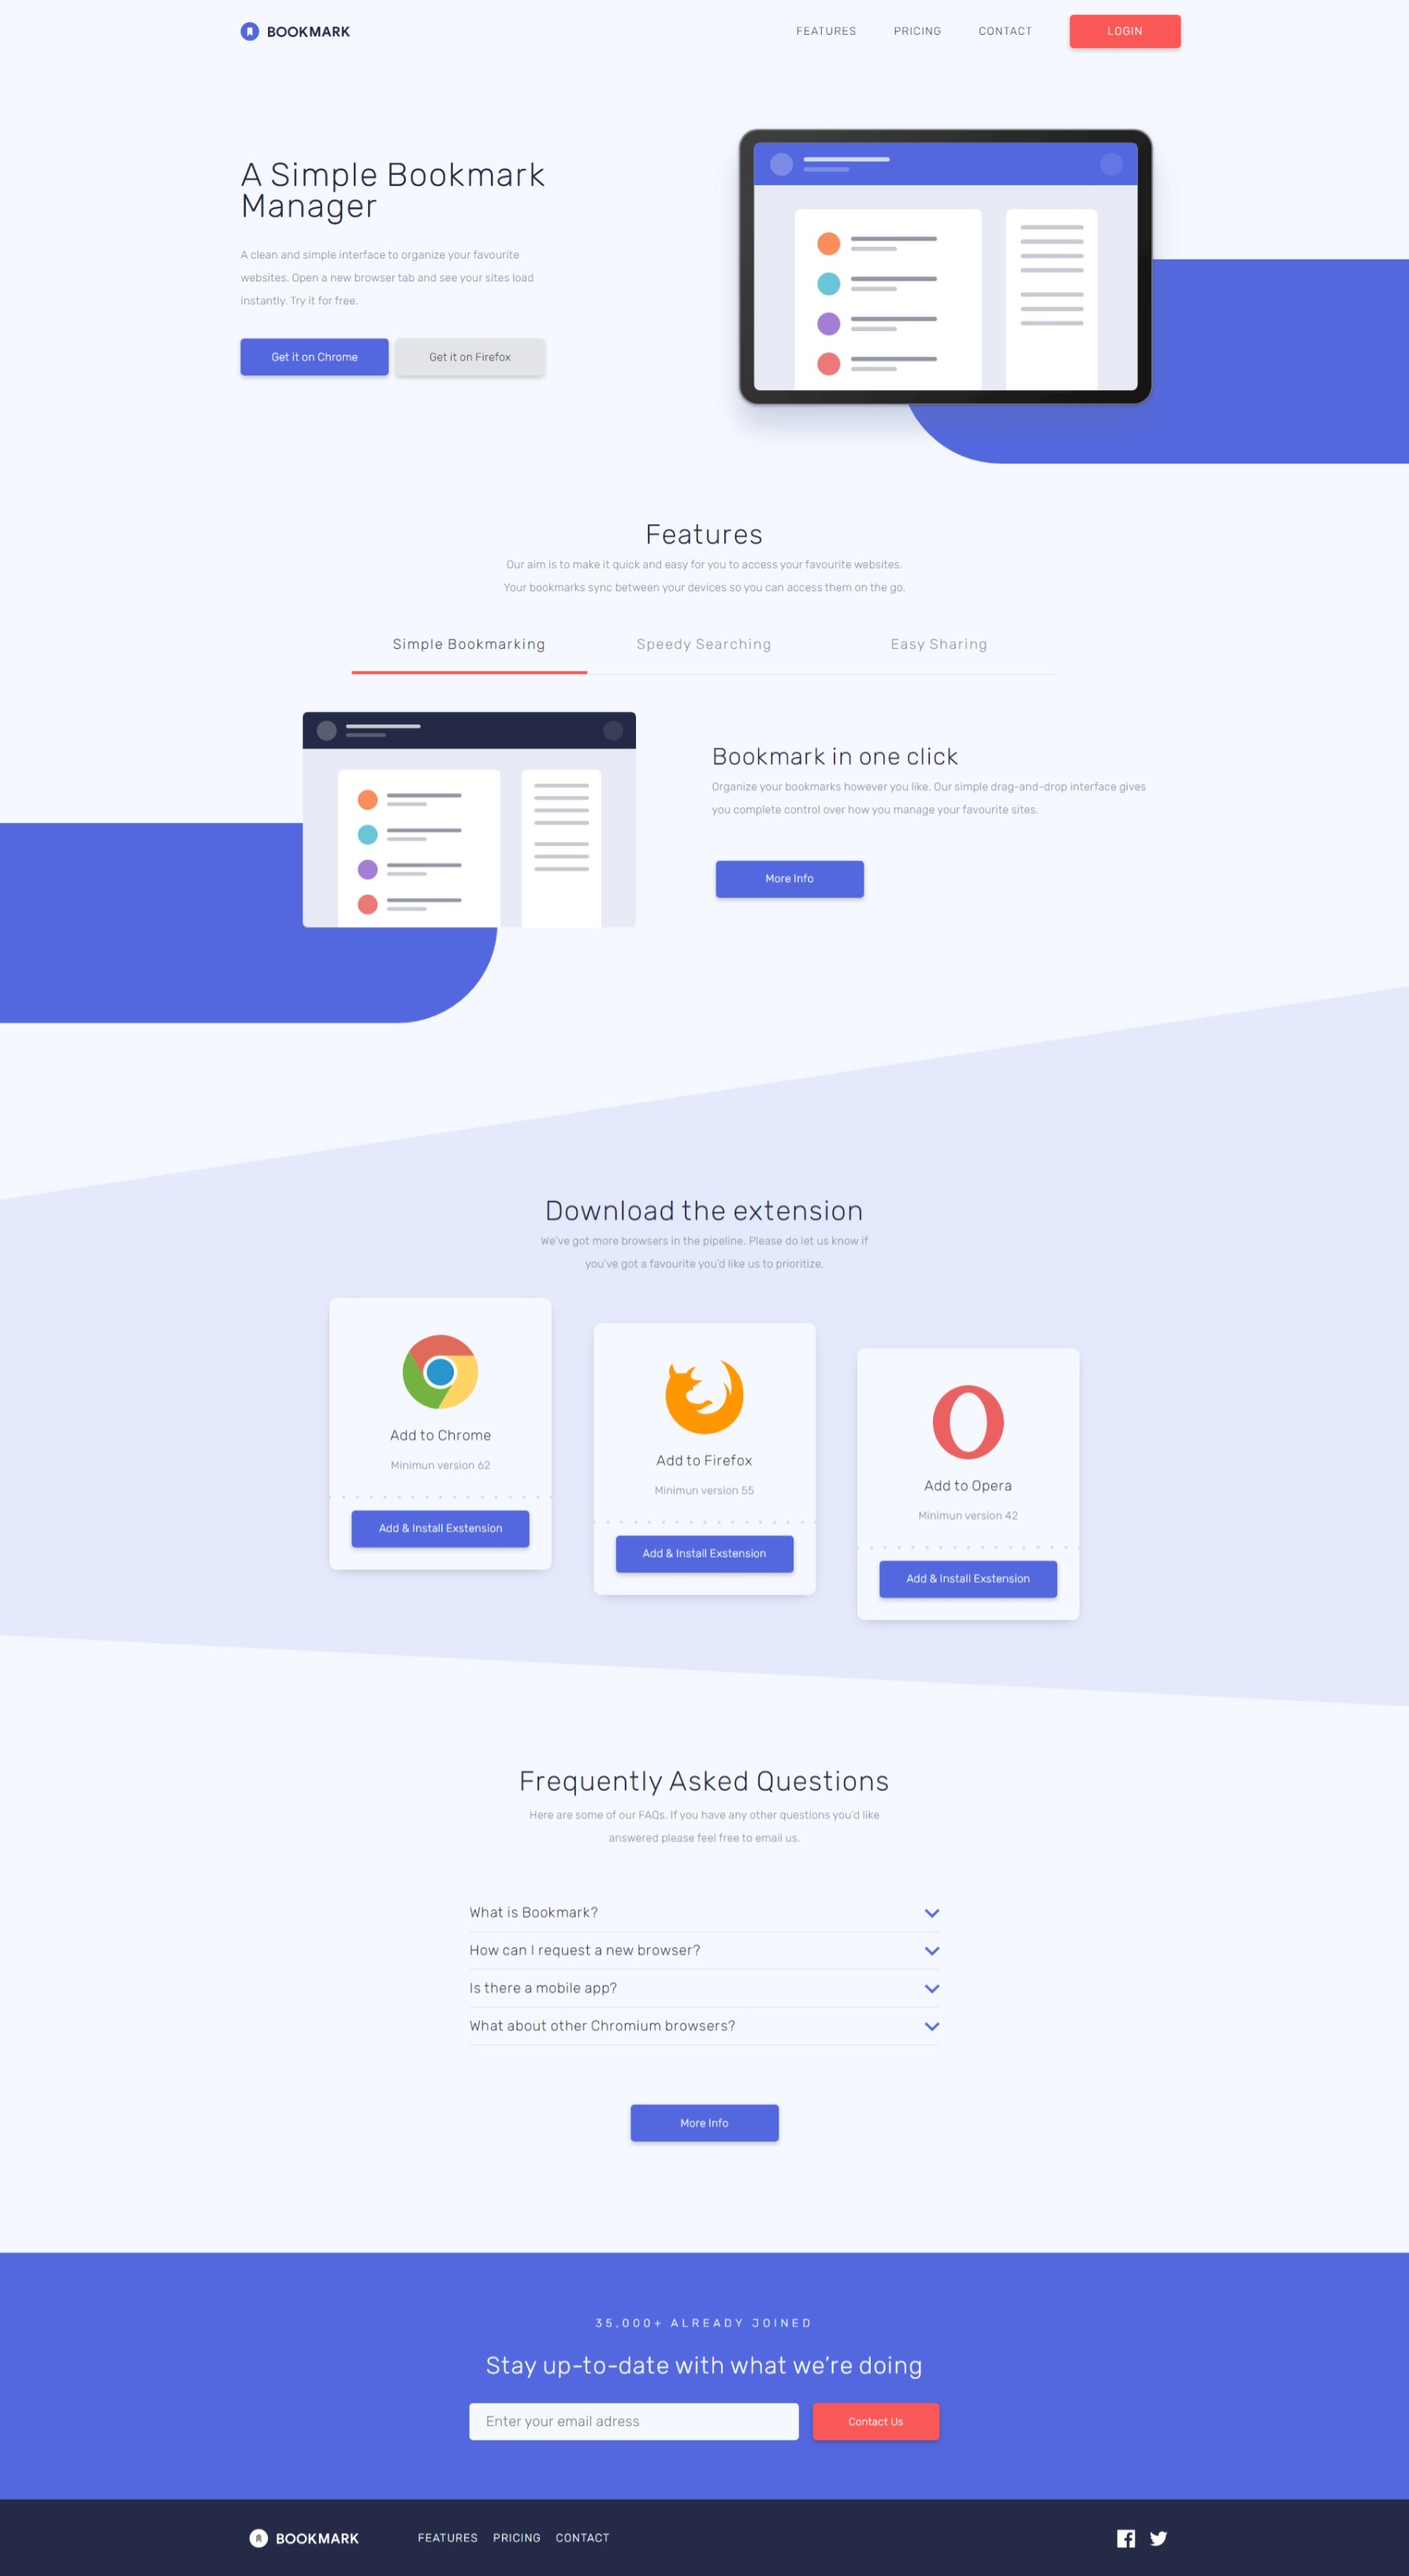 BOOKMARK
FEATURES PRICING CONTACT LOGIN
A Simple Bookmark
Manager
A clean and simple interface to organize your favourite
websites. Open a new browser tab and see your sites load
instantly. Try it for free.
Get it on Chrome Get it on Firefox
Features
Our aim is to make it quick and easy for you to access your favourite websites.
Your bookmarks sync between your devices so you can access them on the go.
Simple Bookmarking Speedy Searching Easy Sharing
Bookmark in one click
Organize your bookmarks however you like. Our simple drag-and-drop interface gives
you complete control over how you manage your favourite sites.
More Info
Download the extension
We've got more browsers in the pipeline. Please do let us know if
you've got a favourite you'd like us to prioritize.
Add to Chrome
Minimun version 62
Add & Install Exstension
Add to Firefox
Minimun version 55
Add & Install Exstension
Add to Opera
Minimun version 42
Add & Install Exstension
Frequently Asked Questions
Here are some of our FAQs. If you have any other questions you'd like
answered please feel free to email us.
What is Bookmark?
How can I request a new browser?
Is there a mobile app?
What about other Chromium browsers?
More Info
35,000+ ALREADY JOINED
Stay up-to-date with what we're doing
Enter your email adress Contact Us
BOOKMARK FEATURES PRICING CONTACT